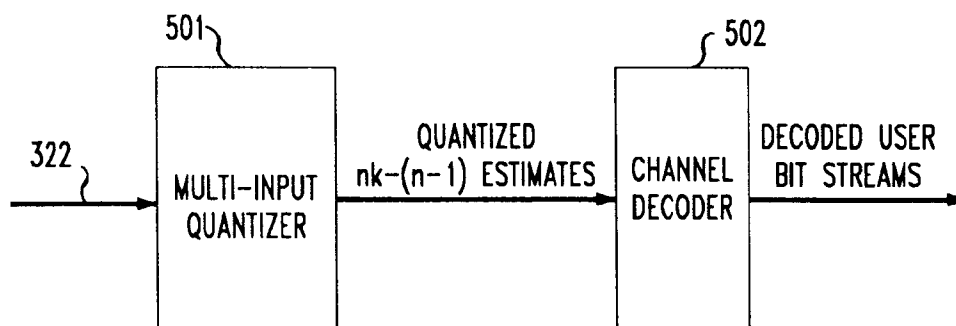 501
502
322
MULTI-INPUT
QUANTIZER
QUANTIZED
nk-(n-1) ESTIMATES
CHANNEL
DECODER
DECODED USER
BIT STREAMS